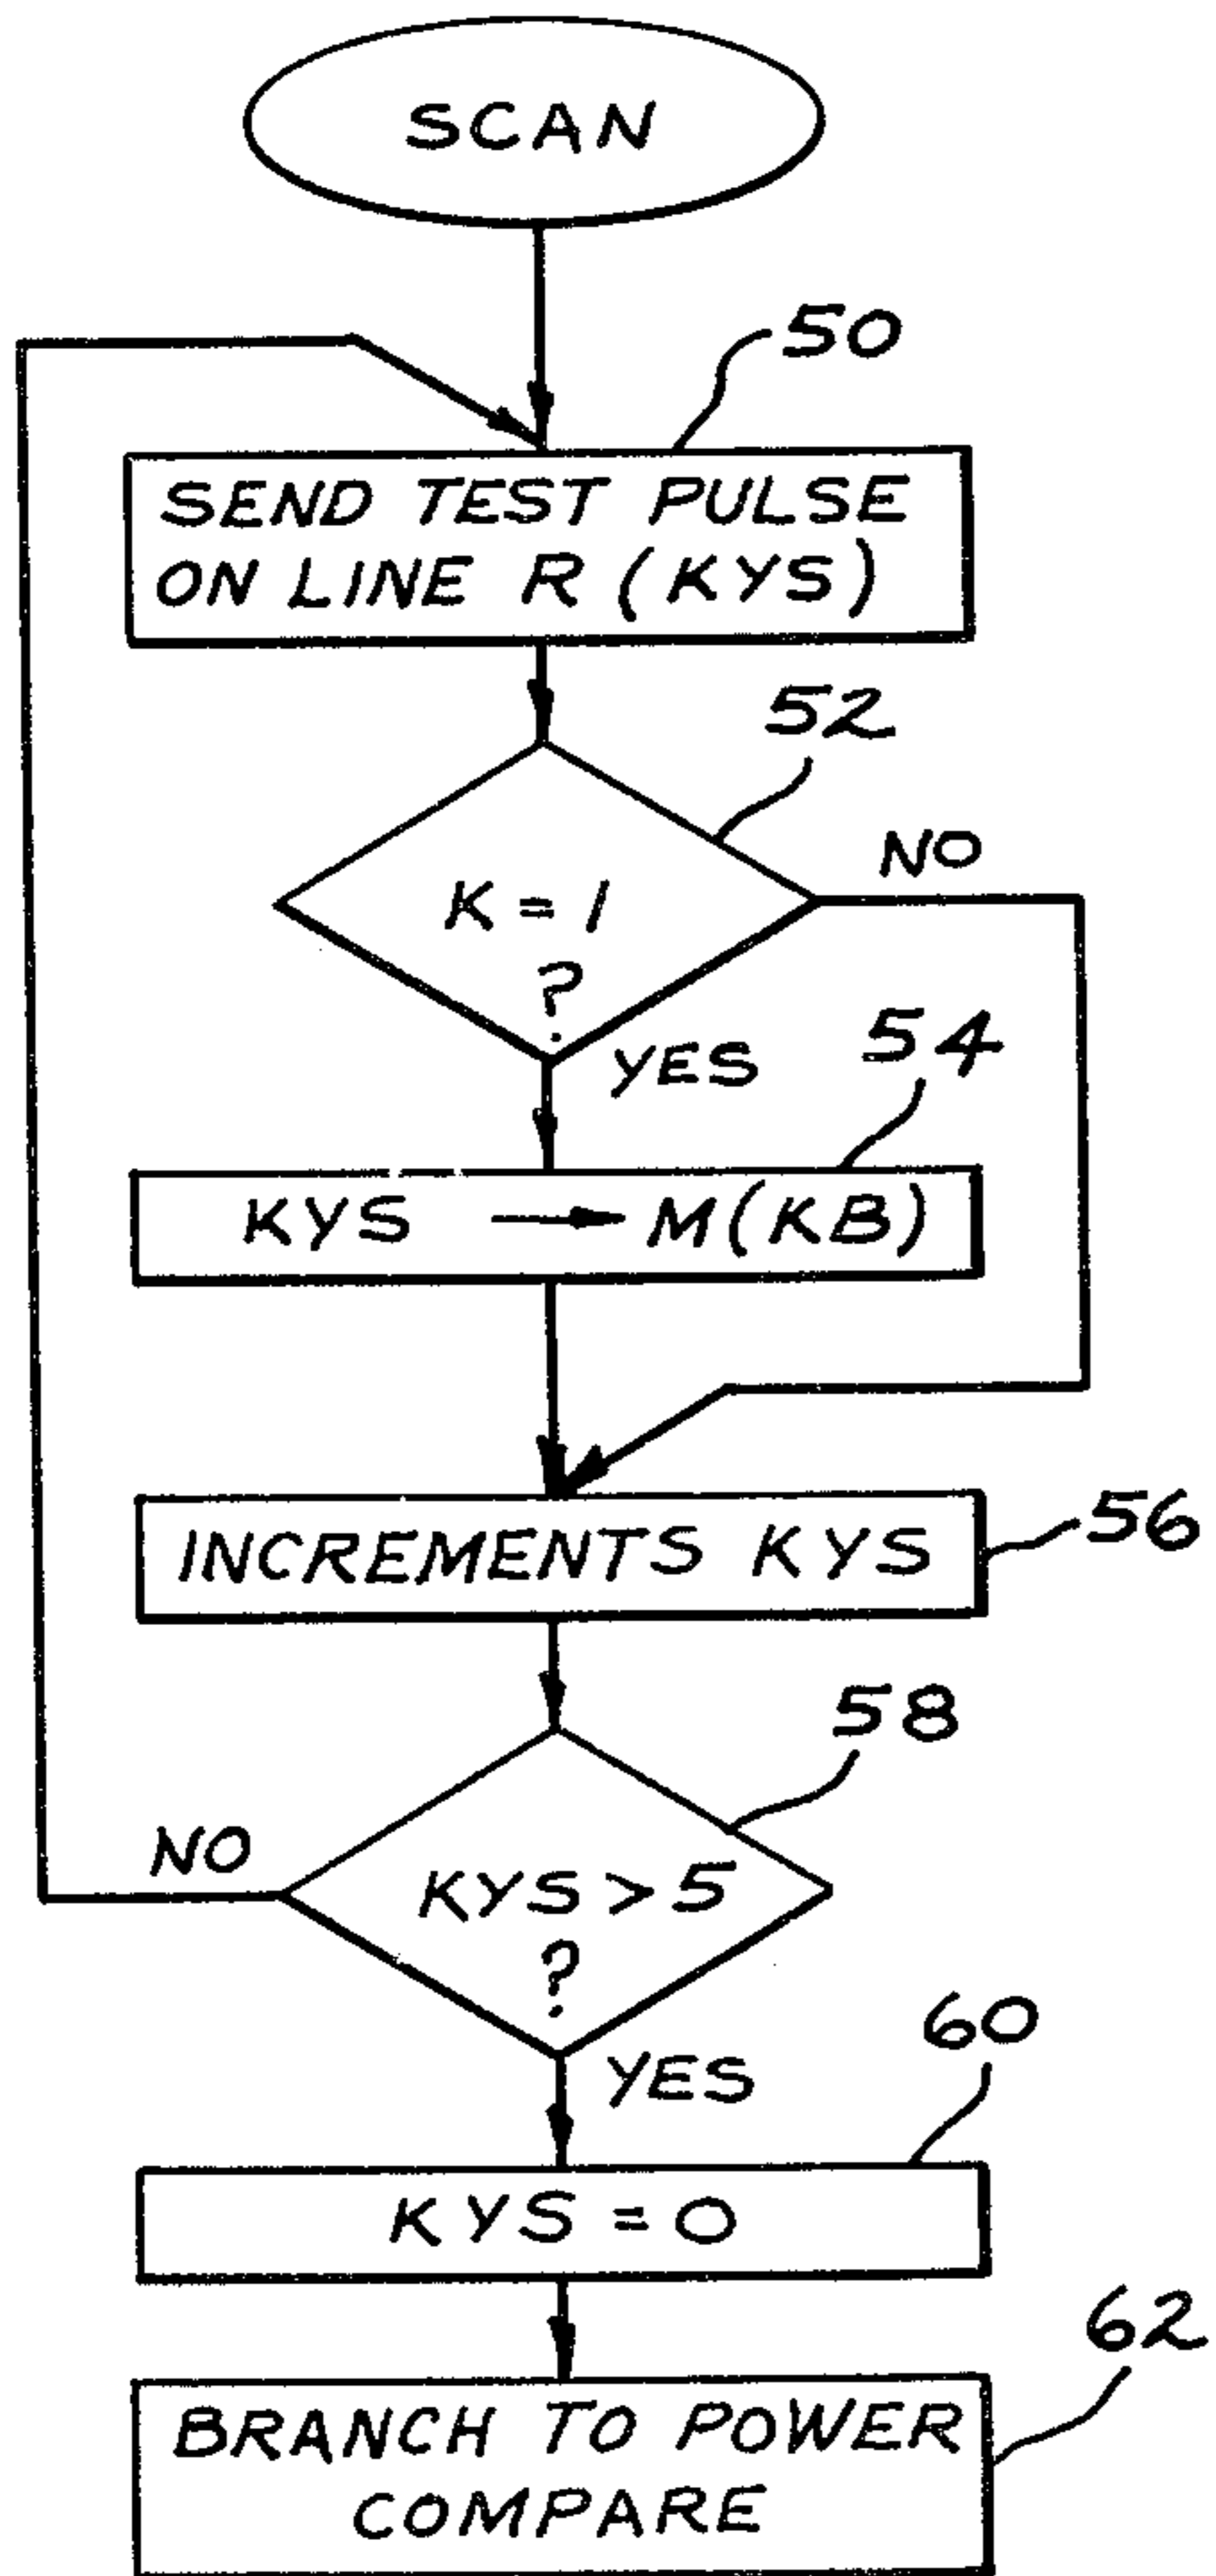 SCAN
50
SEND TEST PULSE
ON LINE R (KYS)
52
NO
K = 1
?
YES
54
KYS → M(KB)
INCREMENTS KYS
56
58
NO
KYS > 5
?
YES
60
KYS = 0
62
BRANCH TO POWER
COMPARE